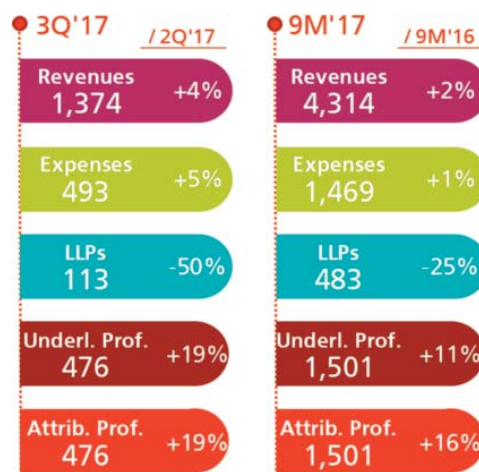 3Q'17
/ 2Q'17
Revenues
1,374
+4%
Expenses
493
+5%
LLPs
113
-50%
Underl. Prof.
476
+19%
Attrib. Prof.
476
+19%
9M'17
/ 9M'16
Revenues
4,314
+2%
Expenses
1,469
+1%
LLPs
483
-25%
Underl. Prof.
1,501
+11%
Attrib. Prof.
1,501
+16%